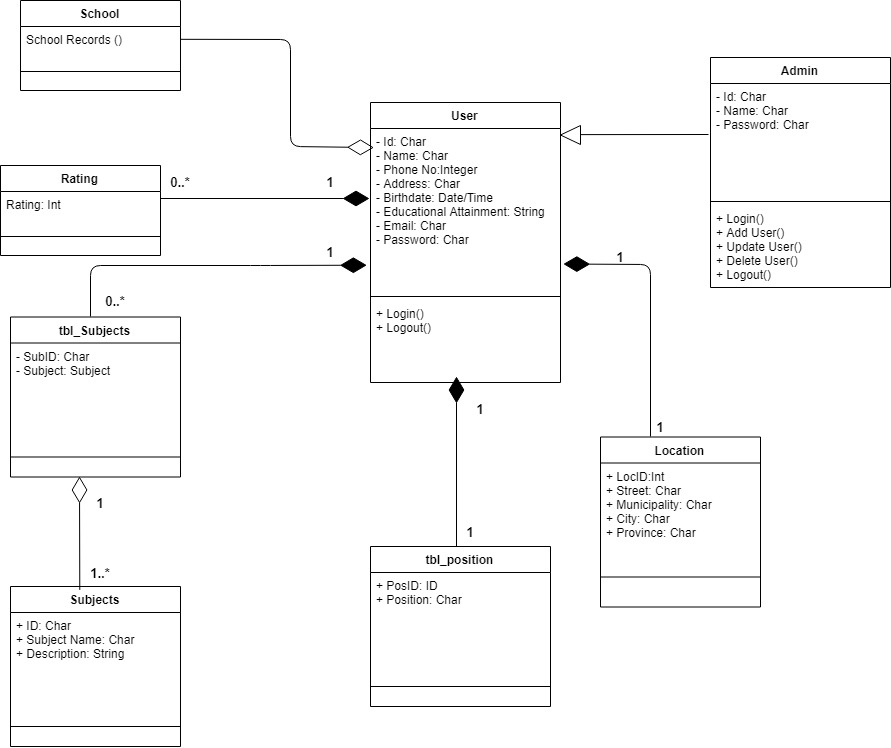 School
School Records ()
Admin
- Id: Char
- Name: Char
- Password: Char
+ Login()
+ Add User()
+ Update User()
+ Delete User()
+ Logout()
User
- Id: Char
- Name: Char
- Phone No:Integer
- Address: Char
- Birthdate: Date/Time
- Educational Attainment: String
- Email: Char
- Password: Char
+ Login()
+ Logout()
Rating
Rating: Int
0..*
1
1
0..*
1
tbl_Subjects
- SubID: Char
- Subject: Subject
1
1..*
Subjects
+ ID: Char
+ Subject Name: Char
+ Description: String
1
1
tbl_position
+ PosID: ID
+ Position: Char
1
Location
+ LocID:Int
+ Street: Char
+ Municipality: Char
+ City: Char
+ Province: Char